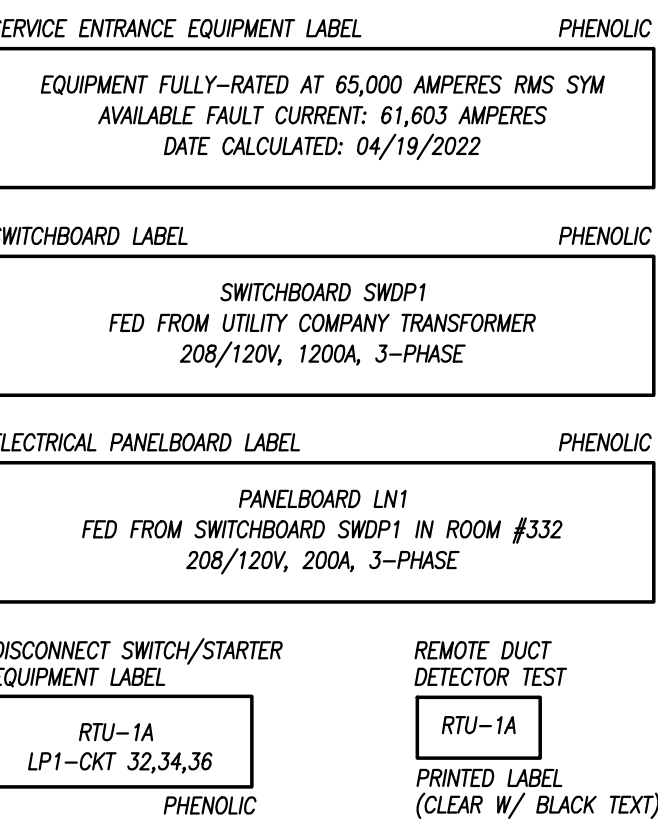 SERVICE ENTRANCE EQUIPMENT LABEL PHENOLIC
EQUIPMENT FULLY-RATED AT 65,000 AMPERES RMS SYM
AVAILABLE FAULT CURRENT: 61,603 AMPERES
DATE CALCULATED: 04/19/2022
SWITCHBOARD LABEL PHENOLIC
SWITCHBOARD SWDP1
FED FROM UTILITY COMPANY TRANSFORMER
208/120V, 1200A, 3-PHASE
ELECTRICAL PANELBOARD LABEL PHENOLIC
PANELBOARD LN1
FED FROM SWITCHBOARD SWDP1 IN ROOM #332
208/120V, 200A, 3-PHASE
DISCONNECT SWITCH/STARTER
EQUIPMENT LABEL
RTU-1A
LP1-CKT 32,34,36
PHENOLIC
REMOTE DUCT
DETECTOR TEST
RTU-1A
PRINTED LABEL
(CLEAR W/ BLACK TEXT)